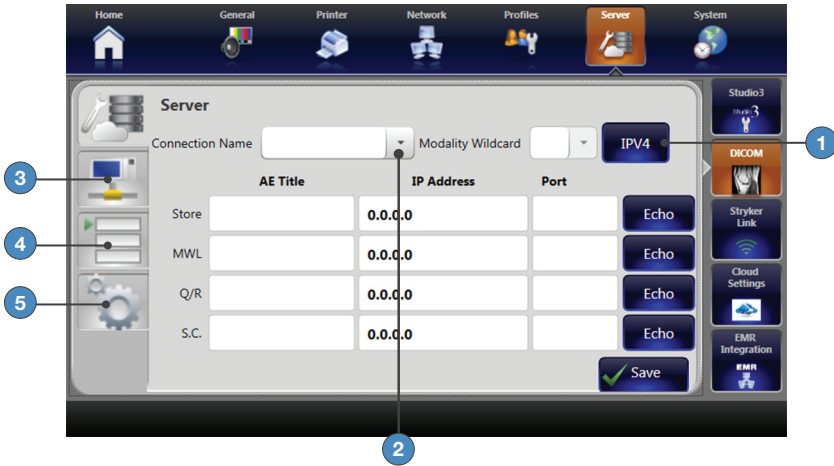 Home General Printer Network Profiles Server System
Server
Connection Name Modality Wildcard IPV4
AE Title IP Address Port
Store 0.0.0.0 Echo
MWL 0.0.0.0 Echo
Q/R 0.0.0.0 Echo
S.C. 0.0.0.0 Echo
Save
Studio3
Studio3
DICOM
Stryker
Link
Cloud
Settings
EMR
Integration
EMR
1
2
3
4
5